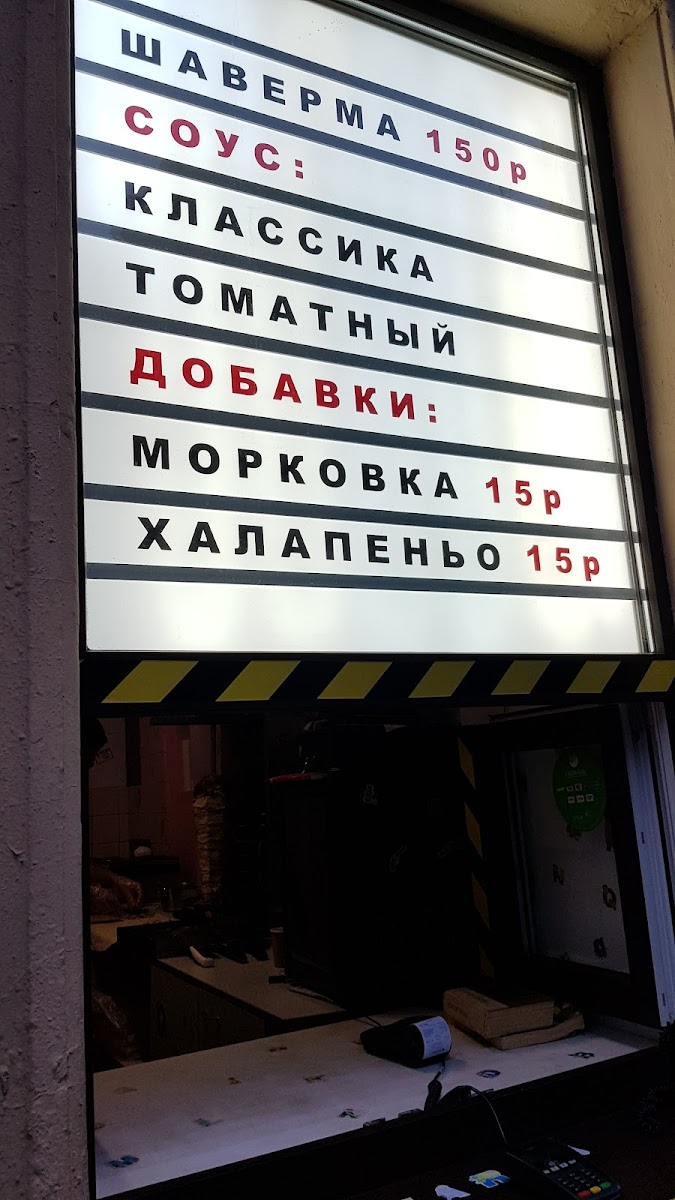 ШАВЕРМА 150р
СОУС:
КЛАССИКА
ТОМАТНЫЙ
ДОБАВКИ:
МОРКОВКА 15р
ХАЛАПЕНЬО 15р